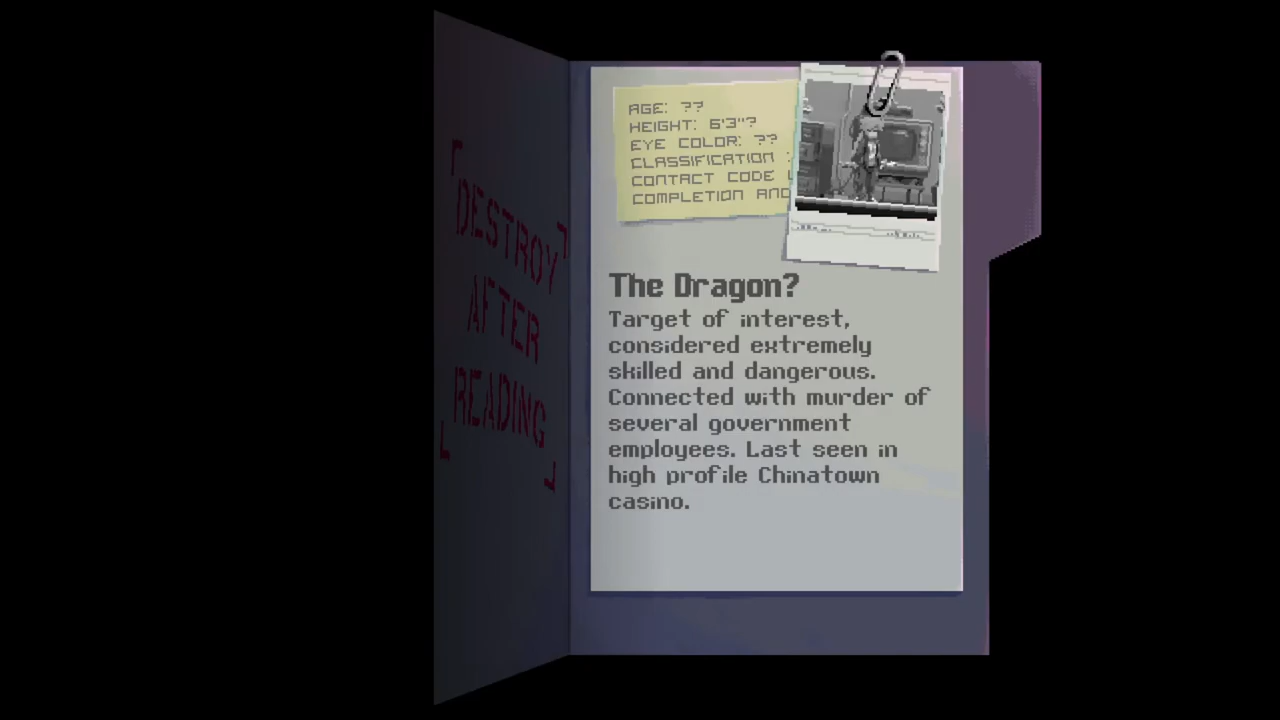 「DESTROY
AFTER
READING」
AGE: ??
HEIGHT: 6'3"?
EYE COLOR: ??
CLASSIFICATION
CONTACT CODE
COMPLETION AND
The Dragon?
Target of interest,
considered extremely
skilled and dangerous.
Connected with murder of
several government
employees. Last seen in
high profile Chinatown
casino.